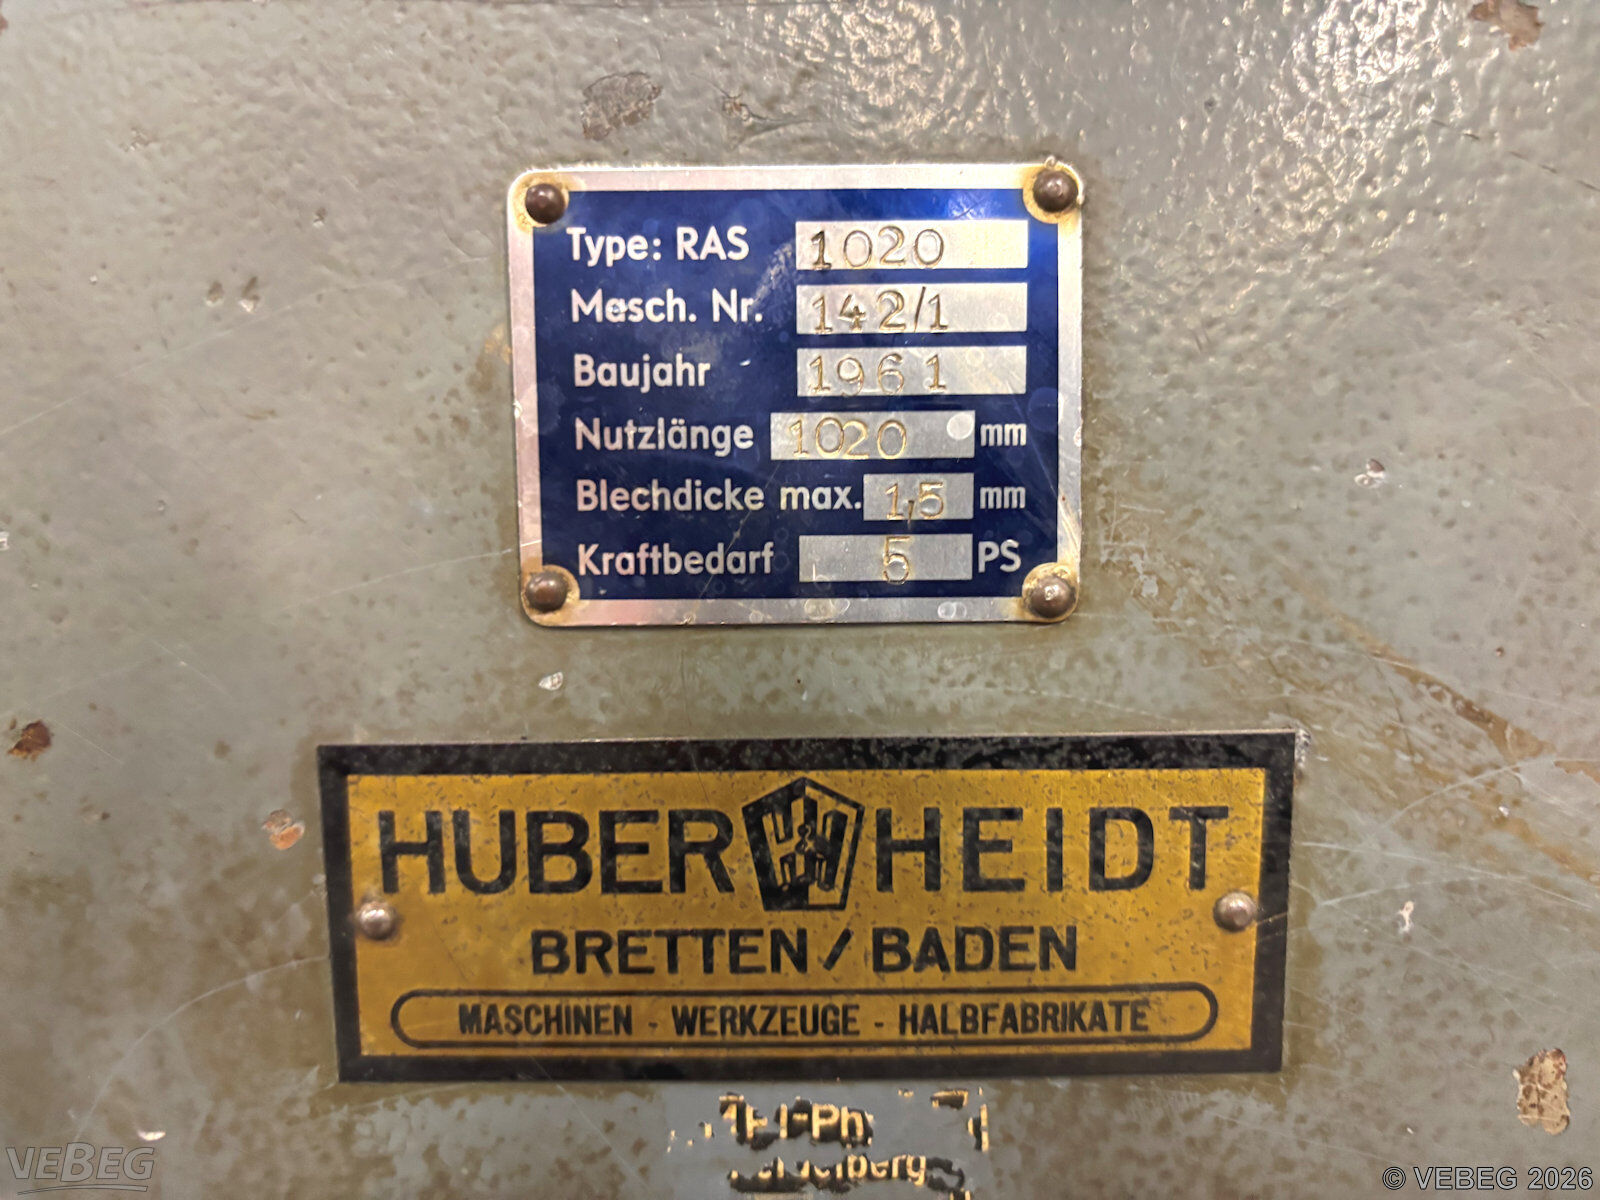 Type: RAS 1020
Masch. Nr. 142/1
Baujahr 1961
Nutzlänge 1020 mm
Blechdicke max. 1,5 mm
Kraftbedarf 5 PS
HUBER HEIDT
BRETTEN / BADEN
MASCHINEN - WERKZEUGE - HALBFABRIKATE
VEBEG
© VEBEG 2026